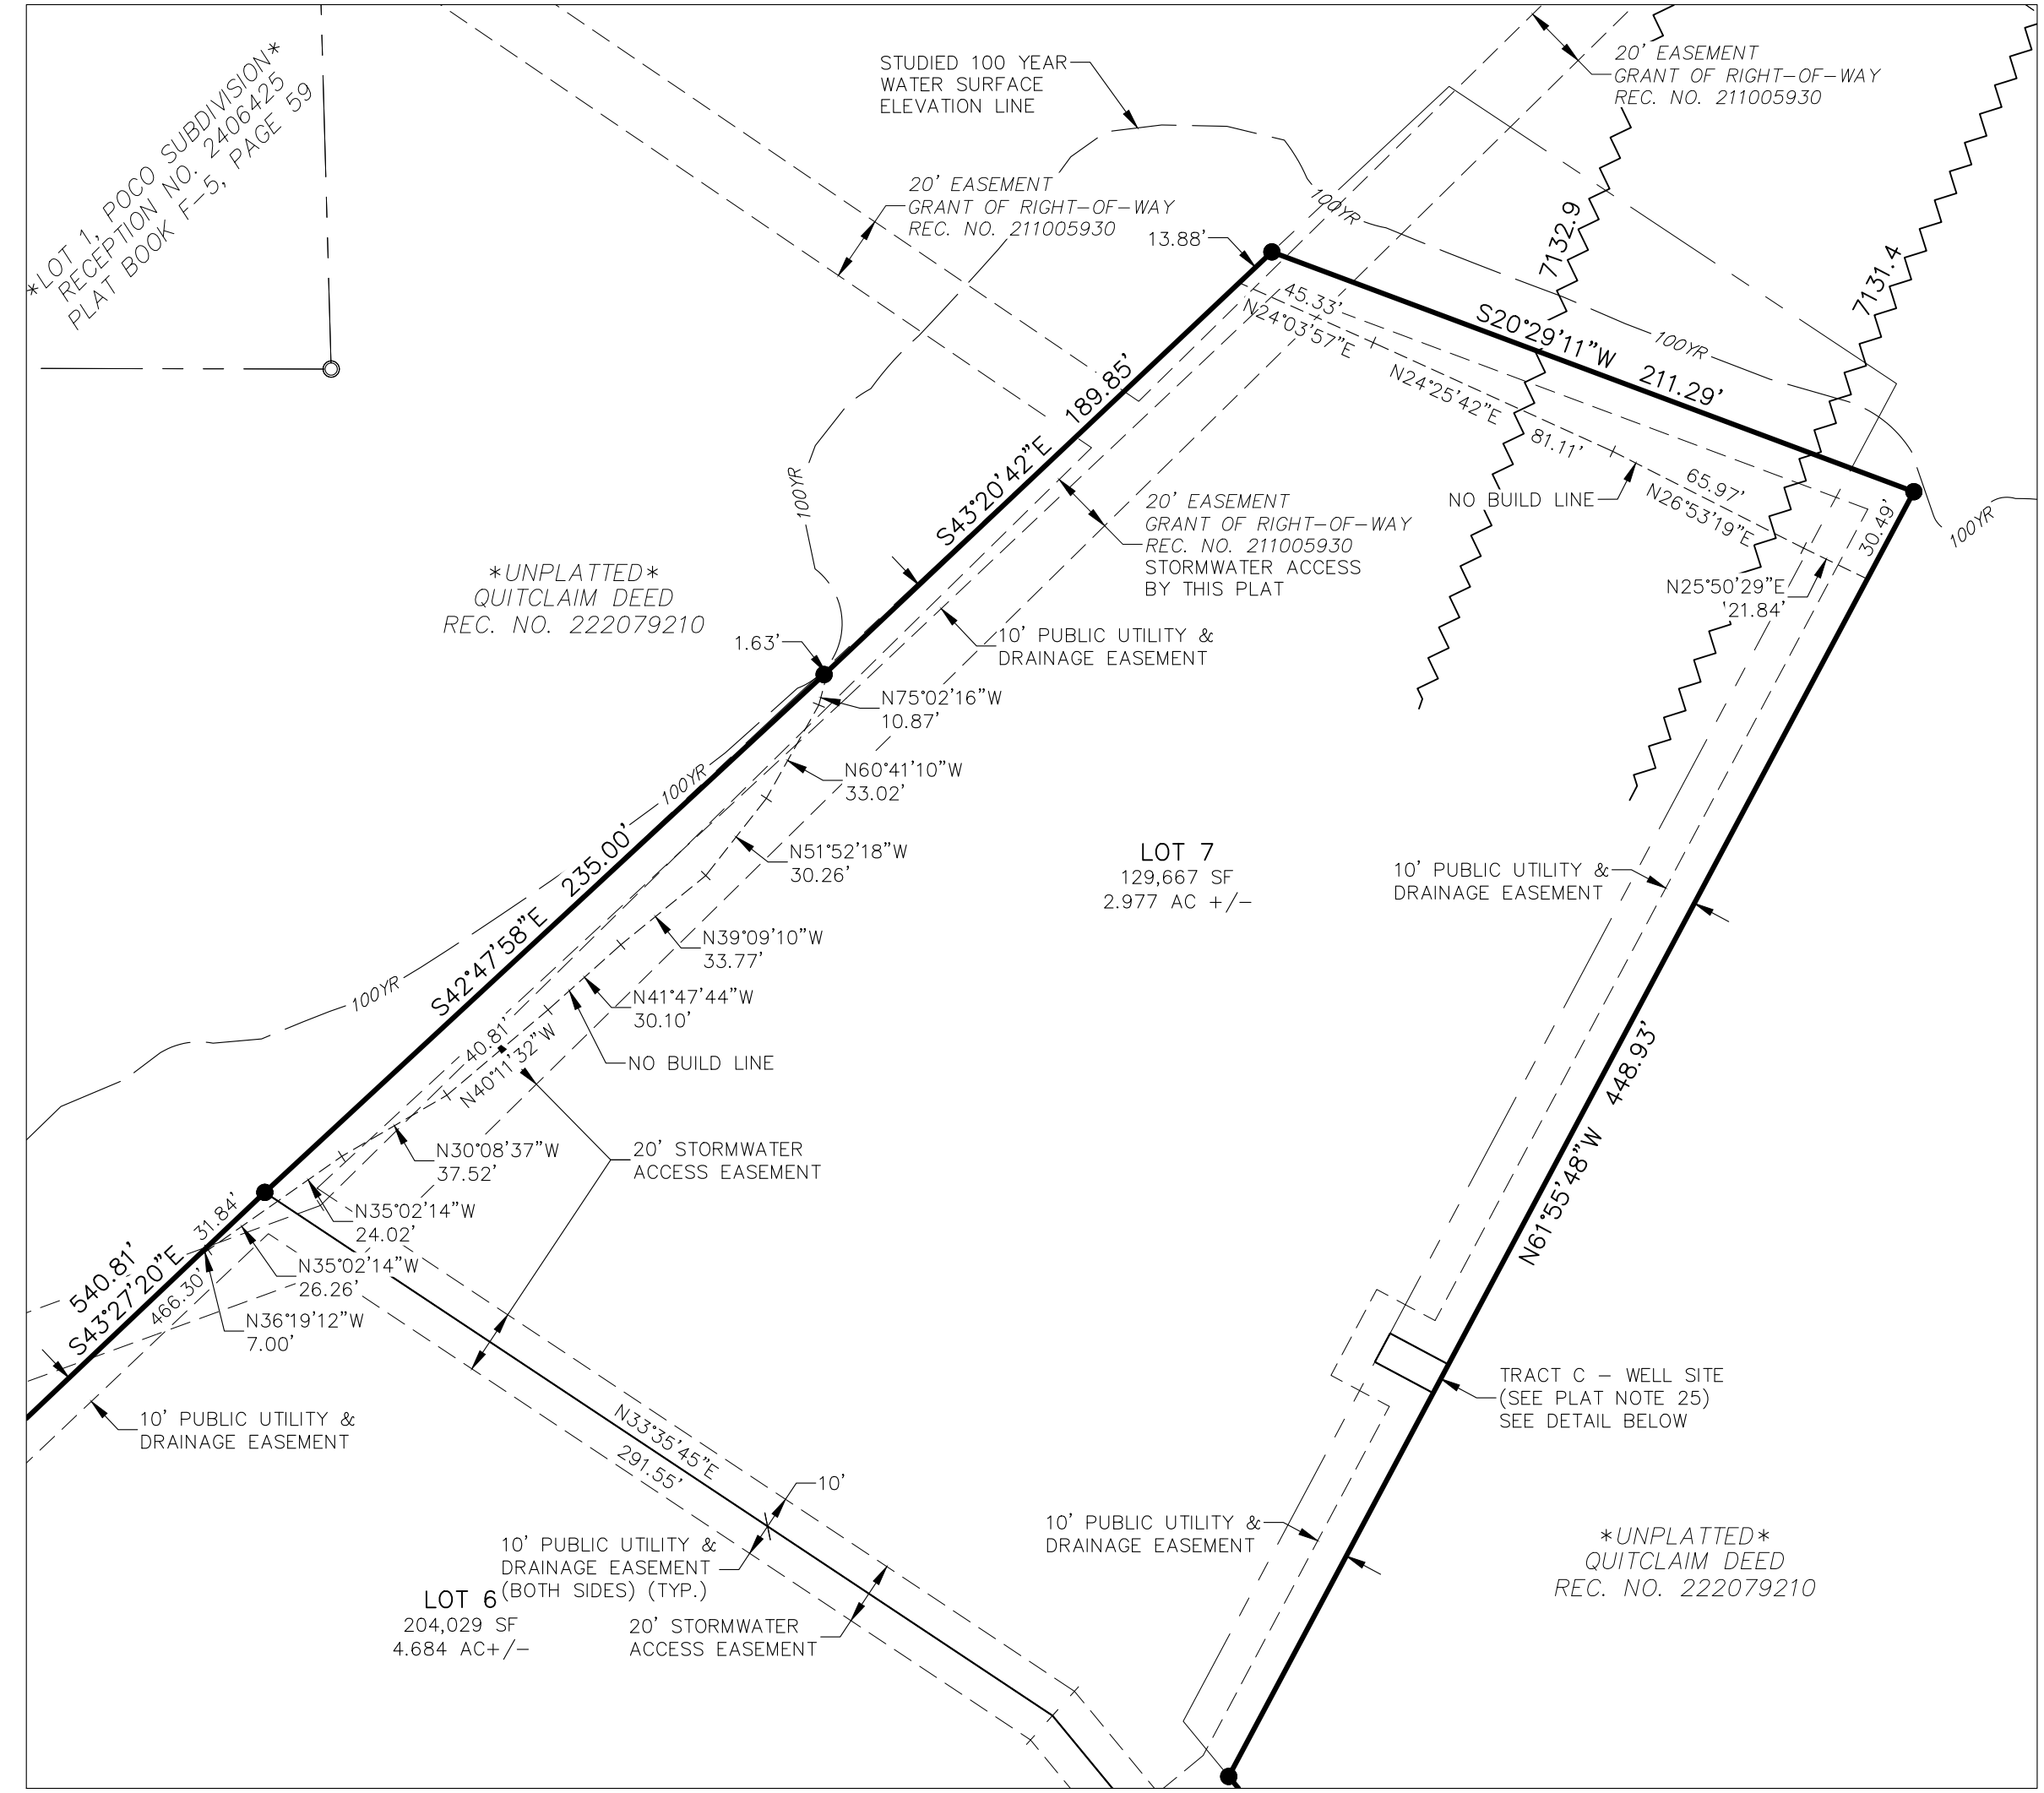 *LOT 1, POCO SUBDIVISION*
RECEPTION NO. 2406425
PLAT BOOK F-5, PAGE 59
STUDIED 100 YEAR
WATER SURFACE
ELEVATION LINE
20' EASEMENT
GRANT OF RIGHT-OF-WAY
REC. NO. 211005930
20' EASEMENT
GRANT OF RIGHT-OF-WAY
REC. NO. 211005930
13.88'
100YR
7132.9
7131.4
45.33'
N24°03'57"E
S20°29'11"W 211.29'
100YR
N24°25'42"E
81.11'
NO BUILD LINE
65.97'
N26°53'19"E
30.49'
100YR
N25°50'29"E
21.84'
S43°20'42"E 189.85'
100YR
20' EASEMENT
GRANT OF RIGHT-OF-WAY
REC. NO. 211005930
STORMWATER ACCESS
BY THIS PLAT
*UNPLATTED*
QUITCLAIM DEED
REC. NO. 222079210
1.63'
10' PUBLIC UTILITY &
DRAINAGE EASEMENT
N75°02'16"W
10.87'
N60°41'10"W
33.02'
100YR
N51°52'18"W
30.26'
LOT 7
129,667 SF
2.977 AC +/-
10' PUBLIC UTILITY &
DRAINAGE EASEMENT
S42°47'58"E 235.00'
N39°09'10"W
33.77'
100YR
N41°47'44"W
30.10'
40.81'
N40°11'32"W
NO BUILD LINE
N61°55'48"W 448.93'
N30°08'37"W
37.52'
20' STORMWATER
ACCESS EASEMENT
31.84'
N35°02'14"W
24.02'
N35°02'14"W
26.26'
540.81'
S43°27'20"E
466.30'
N36°19'12"W
7.00'
10' PUBLIC UTILITY &
DRAINAGE EASEMENT
TRACT C - WELL SITE
(SEE PLAT NOTE 25)
SEE DETAIL BELOW
N33°35'45"E
291.55'
10'
10' PUBLIC UTILITY &
DRAINAGE EASEMENT
(BOTH SIDES) (TYP.)
10' PUBLIC UTILITY &
DRAINAGE EASEMENT
*UNPLATTED*
QUITCLAIM DEED
REC. NO. 222079210
LOT 6
204,029 SF
4.684 AC+/-
20' STORMWATER
ACCESS EASEMENT